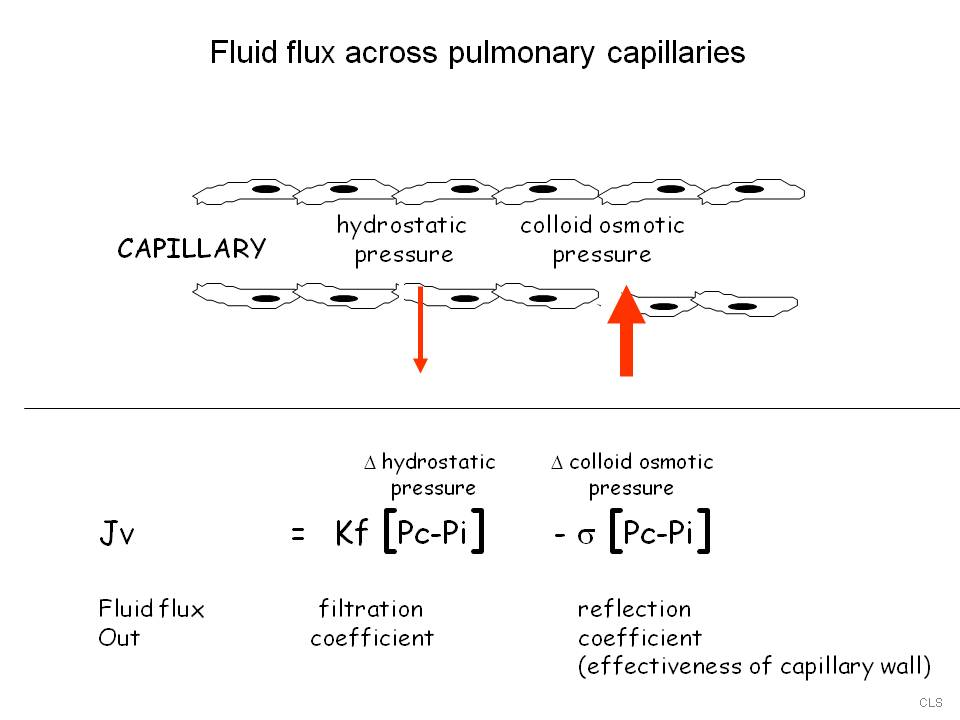 Fluid flux across pulmonary capillaries
hydrostatic
pressure
colloid osmotic
pressure
CAPILLARY
Δ hydrostatic
pressure
Δ colloid osmotic
pressure
Jv = Kf [Pc-Pi] - σ [Pc-Pi]
Fluid flux
Out
filtration
coefficient
reflection
coefficient
(effectiveness of capillary wall)
CLS